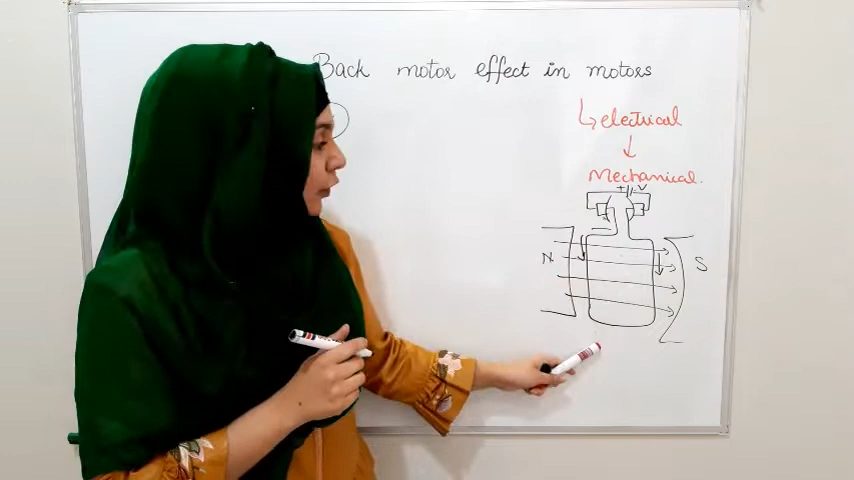 Back motor effect in motors
↳ electrical
↓
Mechanical.
+ - V
N
S